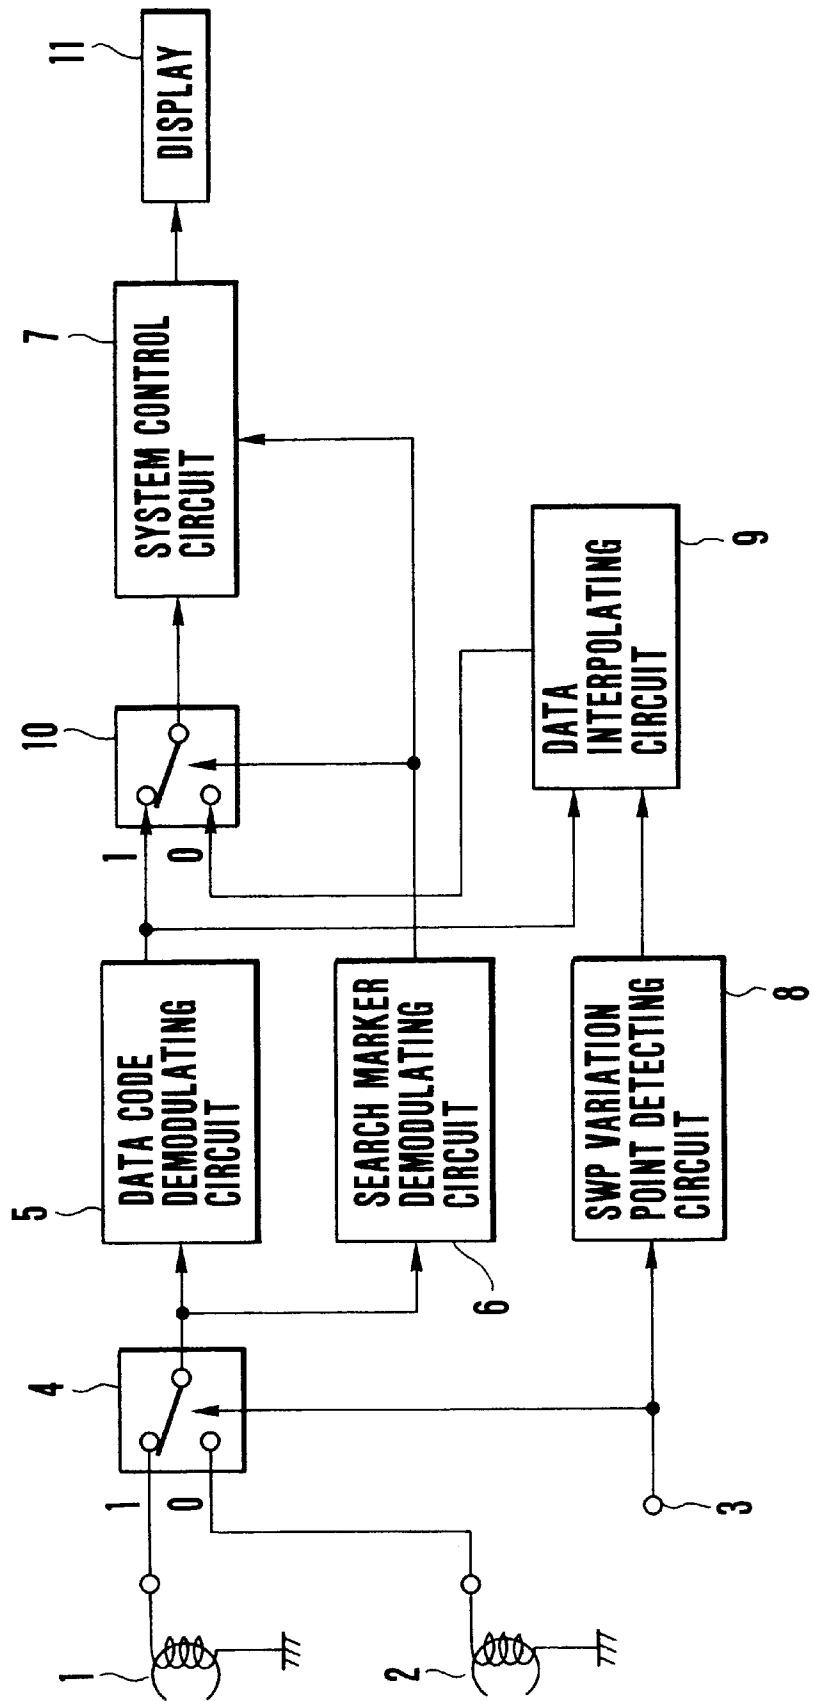 1
2
3
1
0
4
5
DATA CODE
DEMODULATING
CIRCUIT
6
SEARCH MARKER
DEMODULATING
CIRCUIT
8
SWP VARIATION
POINT DETECTING
CIRCUIT
1
0
10
9
DATA
INTERPOLATING
CIRCUIT
7
SYSTEM CONTROL
CIRCUIT
11
DISPLAY